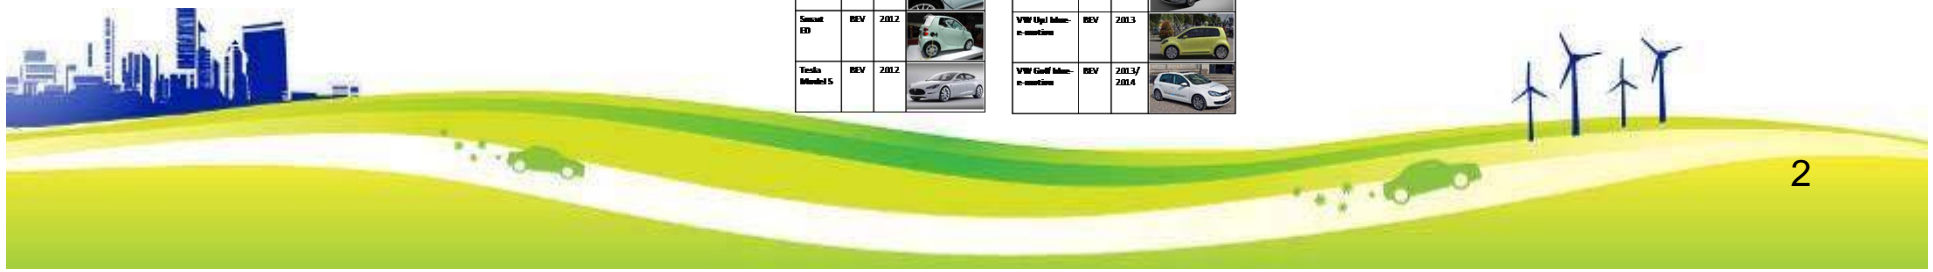 Smart BEV 2012
ED
Tesla BEV 2012
Model S
VW Up! blue- BEV 2013
e-motion
VW Golf blue- BEV 2013/
e-motion 2014
2